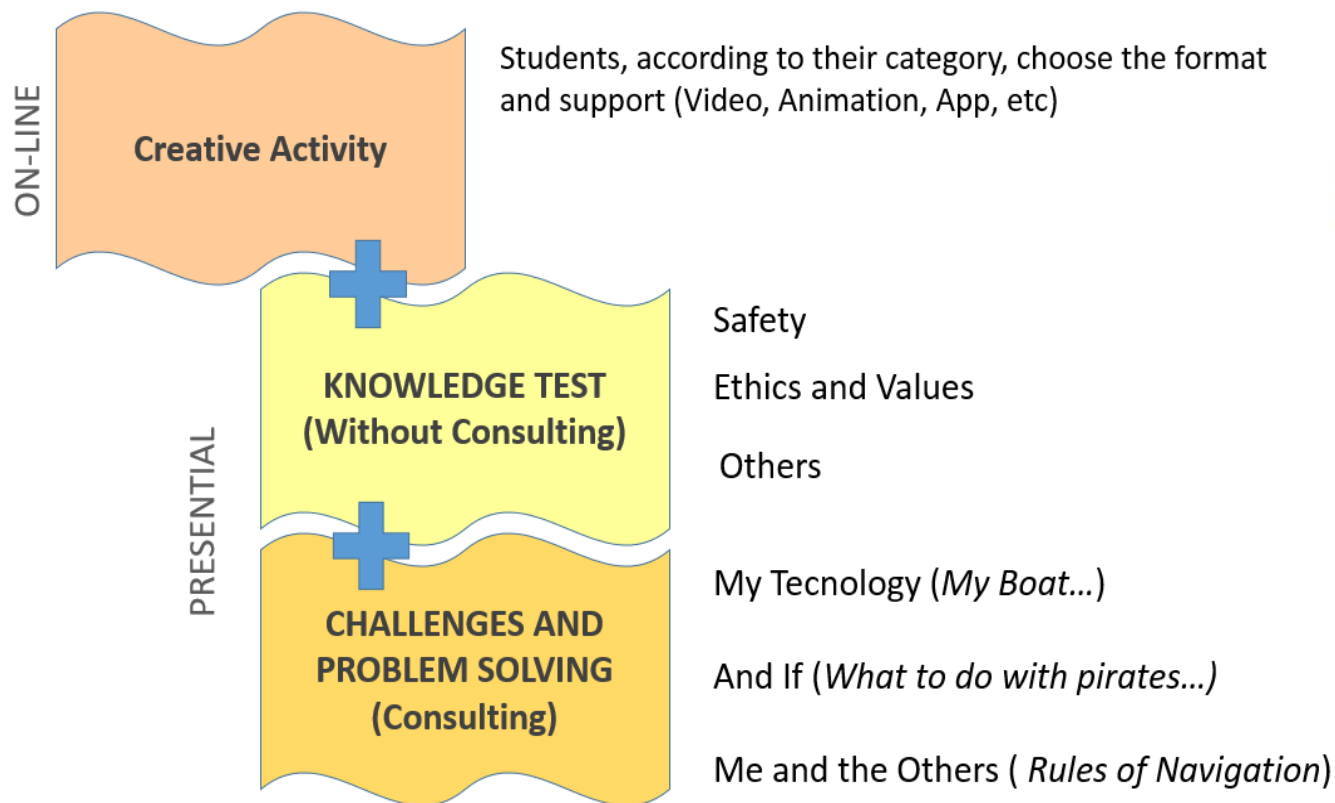 ON-LINE
Creative Activity
Students, according to their category, choose the format
and support (Video, Animation, App, etc)
PRESENTIAL
KNOWLEDGE TEST
(Without Consulting)
Safety
Ethics and Values
Others
CHALLENGES AND
PROBLEM SOLVING
(Consulting)
My Tecnology (My Boat...)
And If (What to do with pirates...)
Me and the Others ( Rules of Navigation)